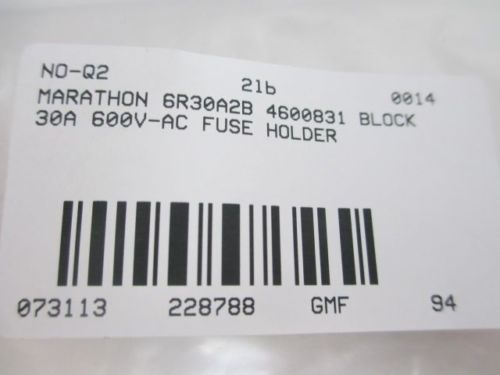 NO-Q2 21b 0014
MARATHON 6R30A2B 4600831 BLOCK
30A 600V-AC FUSE HOLDER
073113 228788 GMF 94